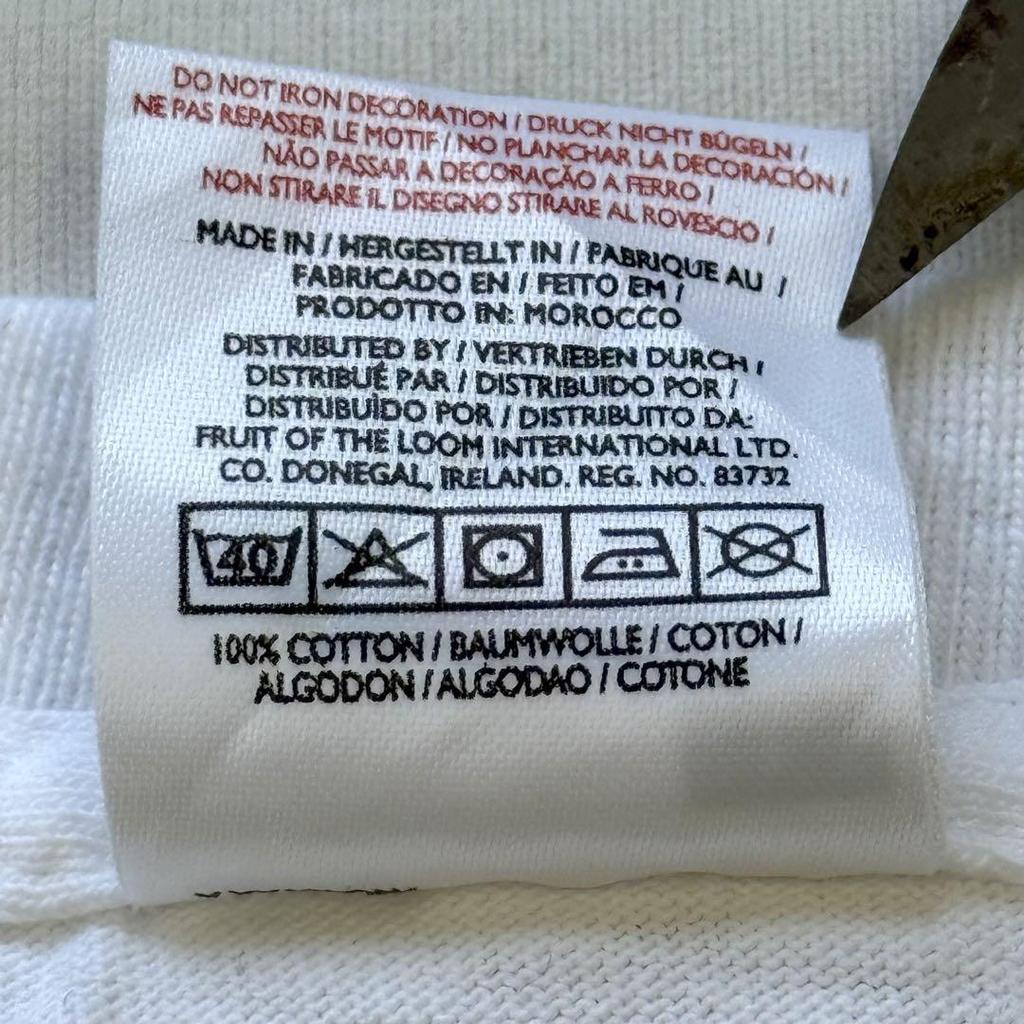 DO NOT IRON DECORATION / DRUCK NICHT BÜGELN /
NE PAS REPASSER LE MOTIF / NO PLANCHAR LA DECORACIÓN /
NÃO PASSAR A DECORAÇÃO A FERRO /
NON STIRARE IL DISEGNO STIRARE AL ROVESCIO /
MADE IN / HERGESTELLT IN / FABRIQUE AU /
FABRICADO EN / FEITO EM /
PRODOTTO IN: MOROCCO
DISTRIBUTED BY / VERTRIEBEN DURCH /
DISTRIBUÉ PAR / DISTRIBUIDO POR /
DISTRIBUÌDO POR / DISTRIBUITO DA:
FRUIT OF THE LOOM INTERNATIONAL LTD.
CO. DONEGAL, IRELAND. REG. NO. 83732
40
100% COTTON / BAUMWOLLE / COTON /
ALGODON / ALGODAO / COTONE